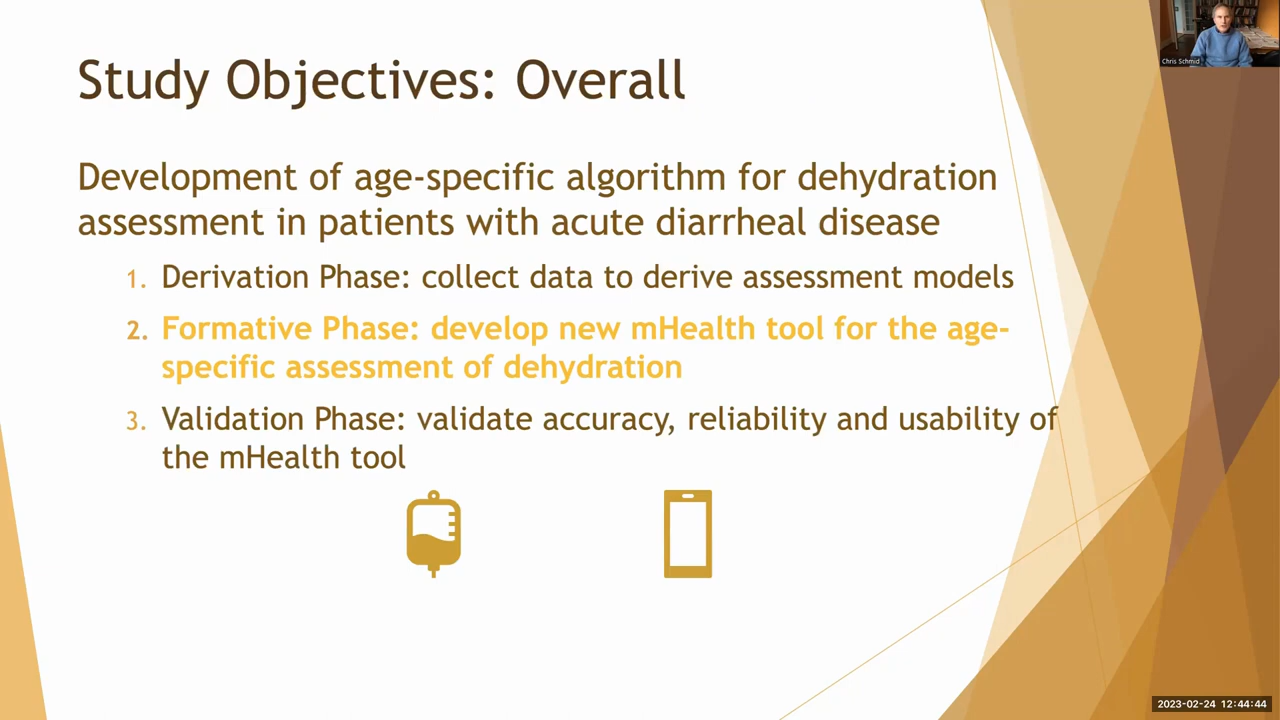 Study Objectives: Overall
Chris Schmid
Development of age-specific algorithm for dehydration
assessment in patients with acute diarrheal disease
1. Derivation Phase: collect data to derive assessment models
2. Formative Phase: develop new mHealth tool for the age-
specific assessment of dehydration
3. Validation Phase: validate accuracy, reliability and usability of
the mHealth tool
2023-02-24 12:44:44